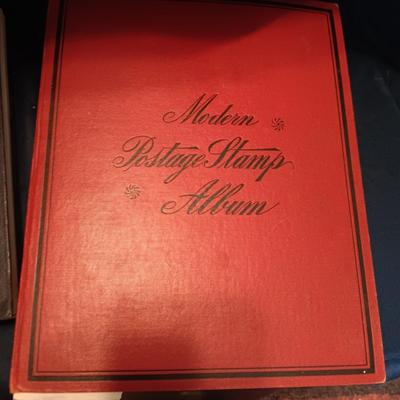 Modern
Postage Stamp
Album